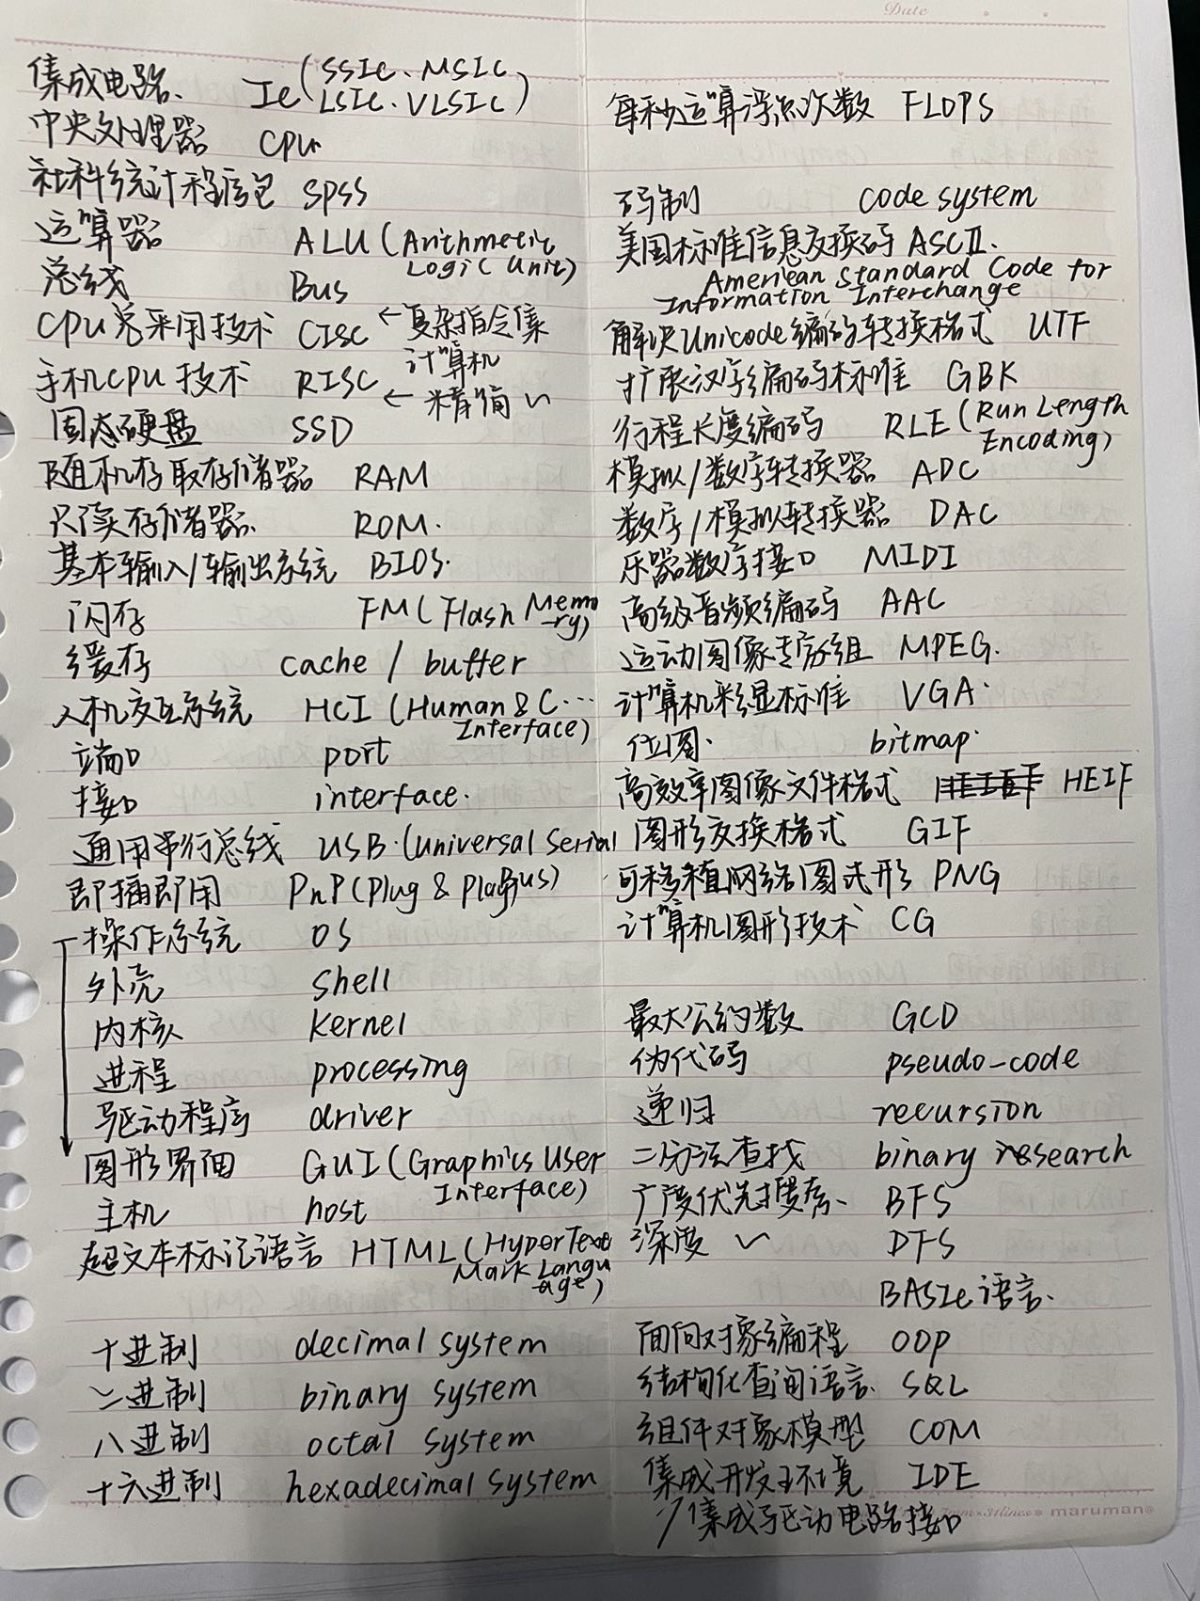 Date
集成电路 IC(SSIC、MSIC
LSIC、VLSIC)
中央处理器 CPU
社科统计程序包 SPSS
运算器 ALU(Arithmetic
Logic Unit)
总线 Bus
CPU总采用技术 CISC ←复杂指令集
计算机
手机CPU技术 RISC ← 精简 〃
固态硬盘 SSD
随机存取存储器 RAM
只读存储器 ROM.
基本输入/输出系统 BIOS.
闪存 FM(Flash Memo
-ry)
缓存 cache / buffer
人机交互系统 HCI (Human & C...
Interface)
端口 port
接口 interface.
通用串行总线 USB.(Universal Serial
Bus)
即插即用 PnP(Plug & Play)
操作系统 OS
外壳 shell
内核 kernel
进程 processing
驱动程序 driver
图形界面 GUI(Graphics User
Interface)
主机 host
超文本标记语言 HTML(HyperText
Mark Langu
-age)
十进制 decimal system
二进制 binary system
八进制 octal system
十六进制 hexadecimal system
每秒运算浮点次数 FLOPS
码制 code system
美国标准信息交换码 ASCII.
American Standard Code for
Information Interchange
解决Unicode编码转换格式 UTF
扩展汉字编码标准 GBK
行程长度编码 RLE(Run Length
Encoding)
模拟/数字转换器 ADC
数字/模拟转换器 DAC
乐器数字接口 MIDI
高级音频编码 AAC
运动图像专家组 MPEG.
计算机彩显标准 VGA.
位图. bitmap.
高效率图像文件格式 HEIF
图形交换格式 GIF
可移植网络图形 PNG
计算机图形技术 CG
最大公约数 GCD
伪代码 pseudo-code
递归 recursion
二分法查找 binary research
广度优先搜索、 BFS
深度 〃 DFS
BASIC语言.
面向对象编程 OOP
结构化查询语言. SQL
组件对象模型 COM
集成开发环境 IDE
/集成驱动电路接口
maruman